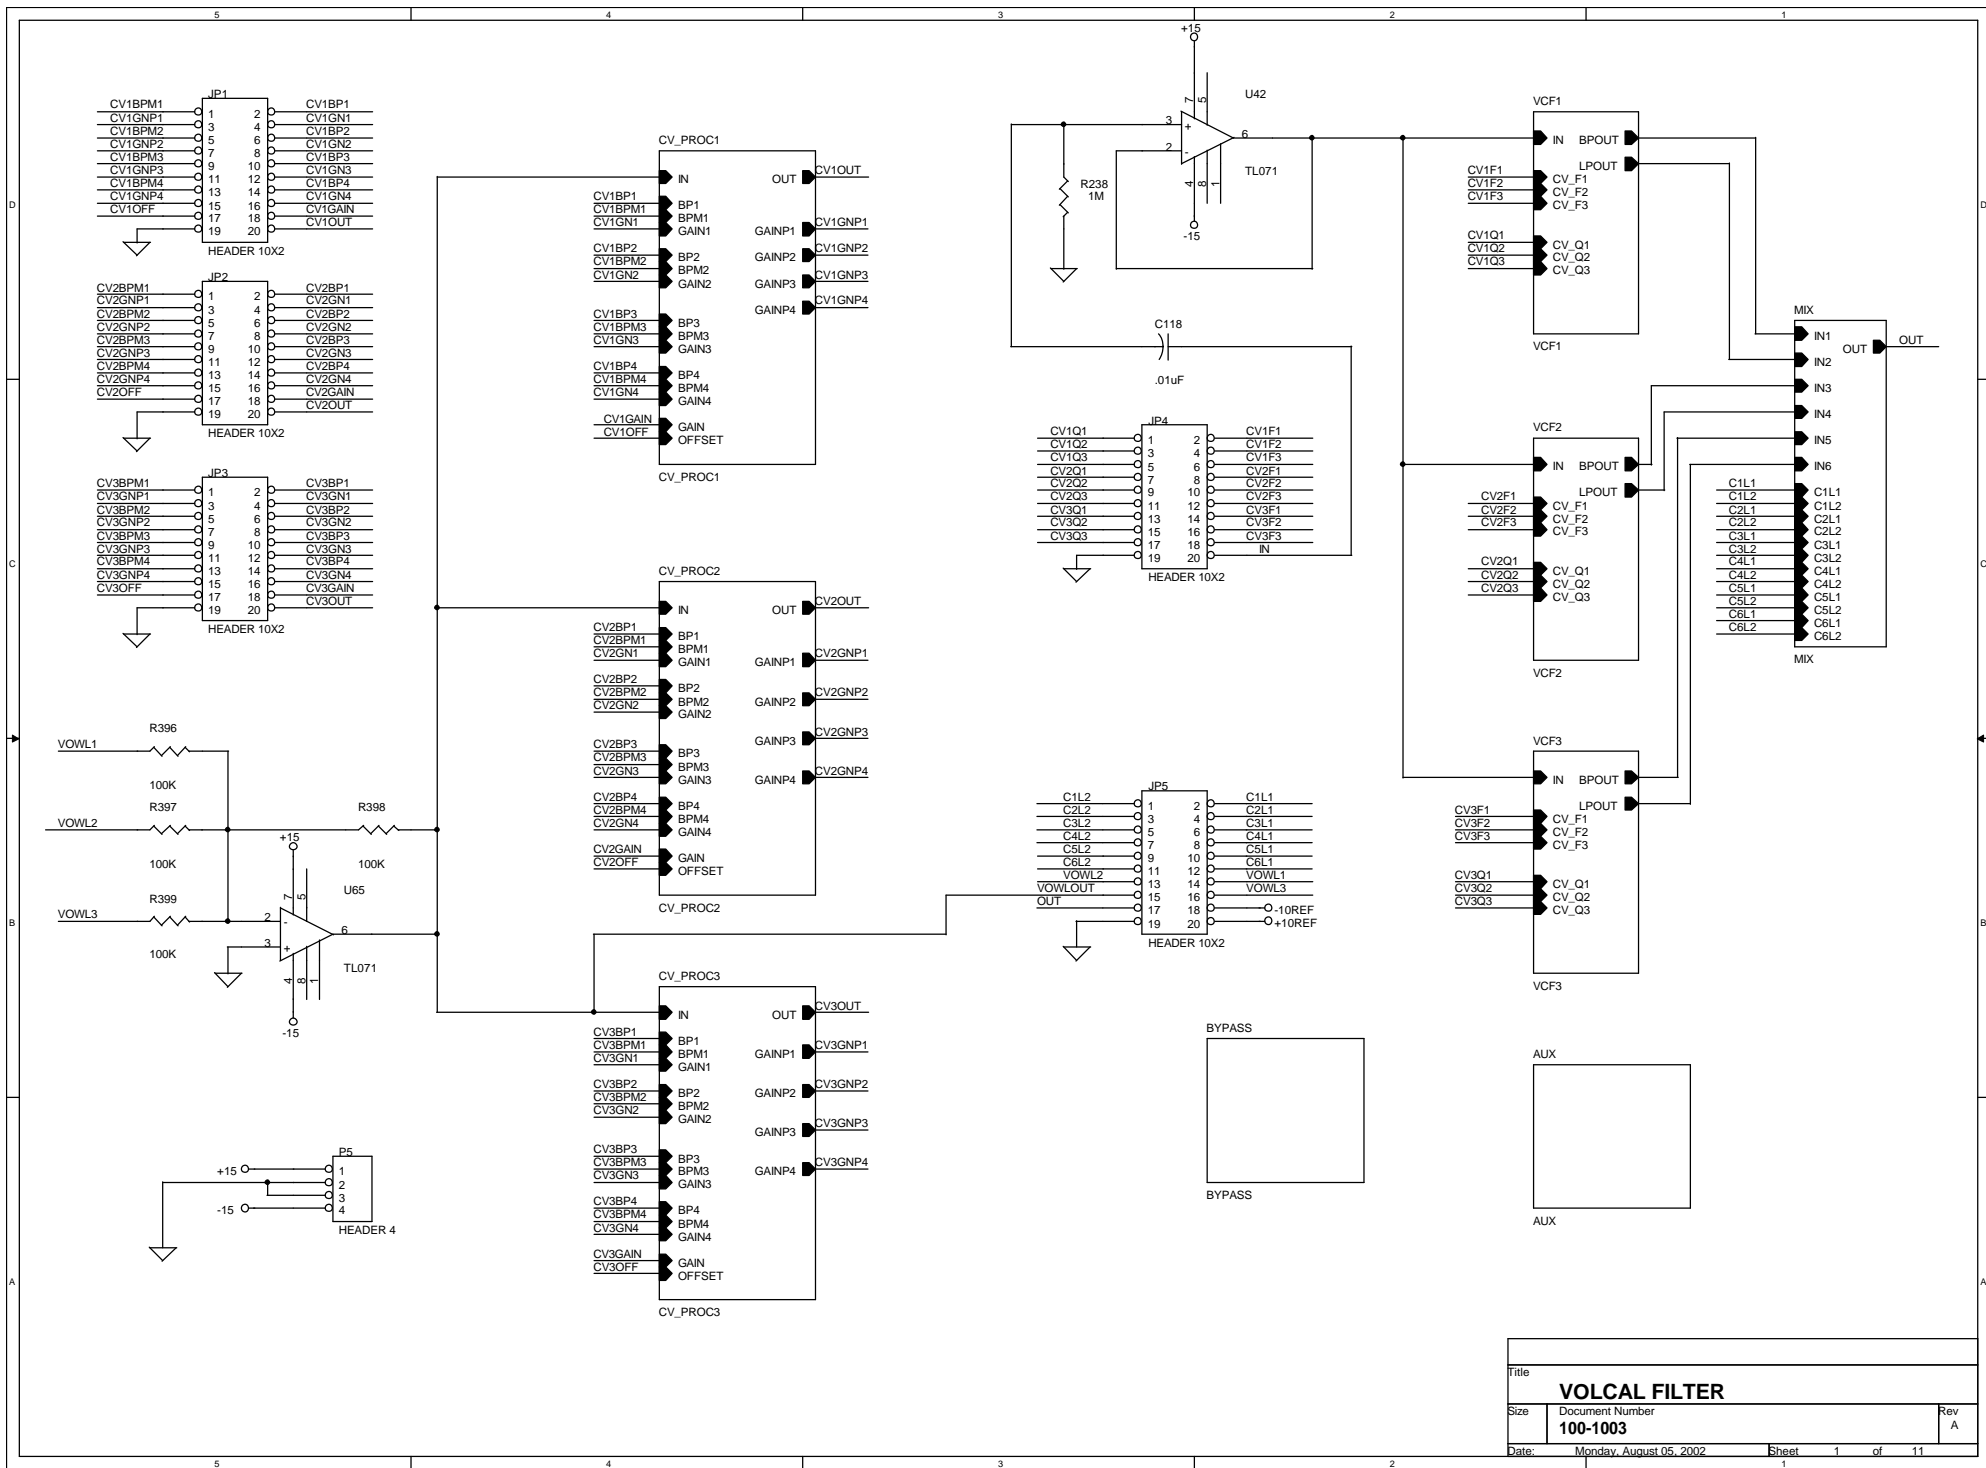 5 4 3 2 1
D
C
B
A
JP1
CV1BPM1 1 2 CV1BP1
CV1GNP1 3 4 CV1GN1
CV1BPM2 5 6 CV1BP2
CV1GNP2 7 8 CV1GN2
CV1BPM3 9 10 CV1BP3
CV1GNP3 11 12 CV1GN3
CV1BPM4 13 14 CV1BP4
CV1GNP4 15 16 CV1GN4
CV1OFF 17 18 CV1GAIN
19 20 CV1OUT
HEADER 10X2
JP2
CV2BPM1 1 2 CV2BP1
CV2GNP1 3 4 CV2GN1
CV2BPM2 5 6 CV2BP2
CV2GNP2 7 8 CV2GN2
CV2BPM3 9 10 CV2BP3
CV2GNP3 11 12 CV2GN3
CV2BPM4 13 14 CV2BP4
CV2GNP4 15 16 CV2GN4
CV2OFF 17 18 CV2GAIN
19 20 CV2OUT
HEADER 10X2
JP3
CV3BPM1 1 2 CV3BP1
CV3GNP1 3 4 CV3GN1
CV3BPM2 5 6 CV3BP2
CV3GNP2 7 8 CV3GN2
CV3BPM3 9 10 CV3BP3
CV3GNP3 11 12 CV3GN3
CV3BPM4 13 14 CV3BP4
CV3GNP4 15 16 CV3GN4
CV3OFF 17 18 CV3GAIN
19 20 CV3OUT
HEADER 10X2
VOWL1
R396
100K
VOWL2
R397
100K
VOWL3
R399
100K
R398
100K
+15
7 5
U65
2 -
3 +
6
4 8 1
TL071
-15
P5
+15 1
2
3
-15 4
HEADER 4
CV_PROC1
IN OUT CV1OUT
CV1BP1 BP1
CV1BPM1 BPM1
CV1GN1 GAIN1
GAINP1 CV1GNP1
CV1BP2 BP2
CV1BPM2 BPM2
CV1GN2 GAIN2
GAINP2 CV1GNP2
GAINP3 CV1GNP3
GAINP4 CV1GNP4
CV1BP3 BP3
CV1BPM3 BPM3
CV1GN3 GAIN3
CV1BP4 BP4
CV1BPM4 BPM4
CV1GN4 GAIN4
CV1GAIN GAIN
CV1OFF OFFSET
CV_PROC1
CV_PROC2
IN OUT CV2OUT
CV2BP1 BP1
CV2BPM1 BPM1
CV2GN1 GAIN1
GAINP1 CV2GNP1
CV2BP2 BP2
CV2BPM2 BPM2
CV2GN2 GAIN2
GAINP2 CV2GNP2
CV2BP3 BP3
CV2BPM3 BPM3
CV2GN3 GAIN3
GAINP3 CV2GNP3
GAINP4 CV2GNP4
CV2BP4 BP4
CV2BPM4 BPM4
CV2GN4 GAIN4
CV2GAIN GAIN
CV2OFF OFFSET
CV_PROC2
CV_PROC3
IN OUT CV3OUT
CV3BP1 BP1
CV3BPM1 BPM1
CV3GN1 GAIN1
GAINP1 CV3GNP1
CV3BP2 BP2
CV3BPM2 BPM2
CV3GN2 GAIN2
GAINP2 CV3GNP2
CV3BP3 BP3
CV3BPM3 BPM3
CV3GN3 GAIN3
GAINP3 CV3GNP3
GAINP4 CV3GNP4
CV3BP4 BP4
CV3BPM4 BPM4
CV3GN4 GAIN4
CV3GAIN GAIN
CV3OFF OFFSET
CV_PROC3
+15
7 5
U42
3 +
2 -
6
4 8 1
TL071
-15
R238
1M
C118
.01uF
JP4
CV1Q1 1 2 CV1F1
CV1Q2 3 4 CV1F2
CV1Q3 5 6 CV1F3
CV2Q1 7 8 CV2F1
CV2Q2 9 10 CV2F2
CV2Q3 11 12 CV2F3
CV3Q1 13 14 CV3F1
CV3Q2 15 16 CV3F2
CV3Q3 17 18 CV3F3
19 20 IN
HEADER 10X2
JP5
C1L2 1 2 C1L1
C2L2 3 4 C2L1
C3L2 5 6 C3L1
C4L2 7 8 C4L1
C5L2 9 10 C5L1
C6L2 11 12 C6L1
VOWL2 13 14 VOWL1
VOWLOUT 15 16 VOWL3
OUT 17 18 -10REF
19 20 +10REF
HEADER 10X2
BYPASS
BYPASS
AUX
AUX
VCF1
IN BPOUT
LPOUT
CV1F1 CV_F1
CV1F2 CV_F2
CV1F3 CV_F3
CV1Q1 CV_Q1
CV1Q2 CV_Q2
CV1Q3 CV_Q3
VCF1
VCF2
IN BPOUT
LPOUT
CV2F1 CV_F1
CV2F2 CV_F2
CV2F3 CV_F3
CV2Q1 CV_Q1
CV2Q2 CV_Q2
CV2Q3 CV_Q3
VCF2
VCF3
IN BPOUT
LPOUT
CV3F1 CV_F1
CV3F2 CV_F2
CV3F3 CV_F3
CV3Q1 CV_Q1
CV3Q2 CV_Q2
CV3Q3 CV_Q3
VCF3
MIX
IN1
OUT OUT
IN2
IN3
IN4
IN5
IN6
C1L1 C1L1
C1L2 C1L2
C2L1 C2L1
C2L2 C2L2
C3L1 C3L1
C3L2 C3L2
C4L1 C4L1
C4L2 C4L2
C5L1 C5L1
C5L2 C5L2
C6L1 C6L1
C6L2 C6L2
MIX
Title
VOLCAL FILTER
Size Document Number Rev
100-1003 A
Date: Monday, August 05, 2002 Sheet 1 of 11
D
C
B
A
5 4 3 2 1